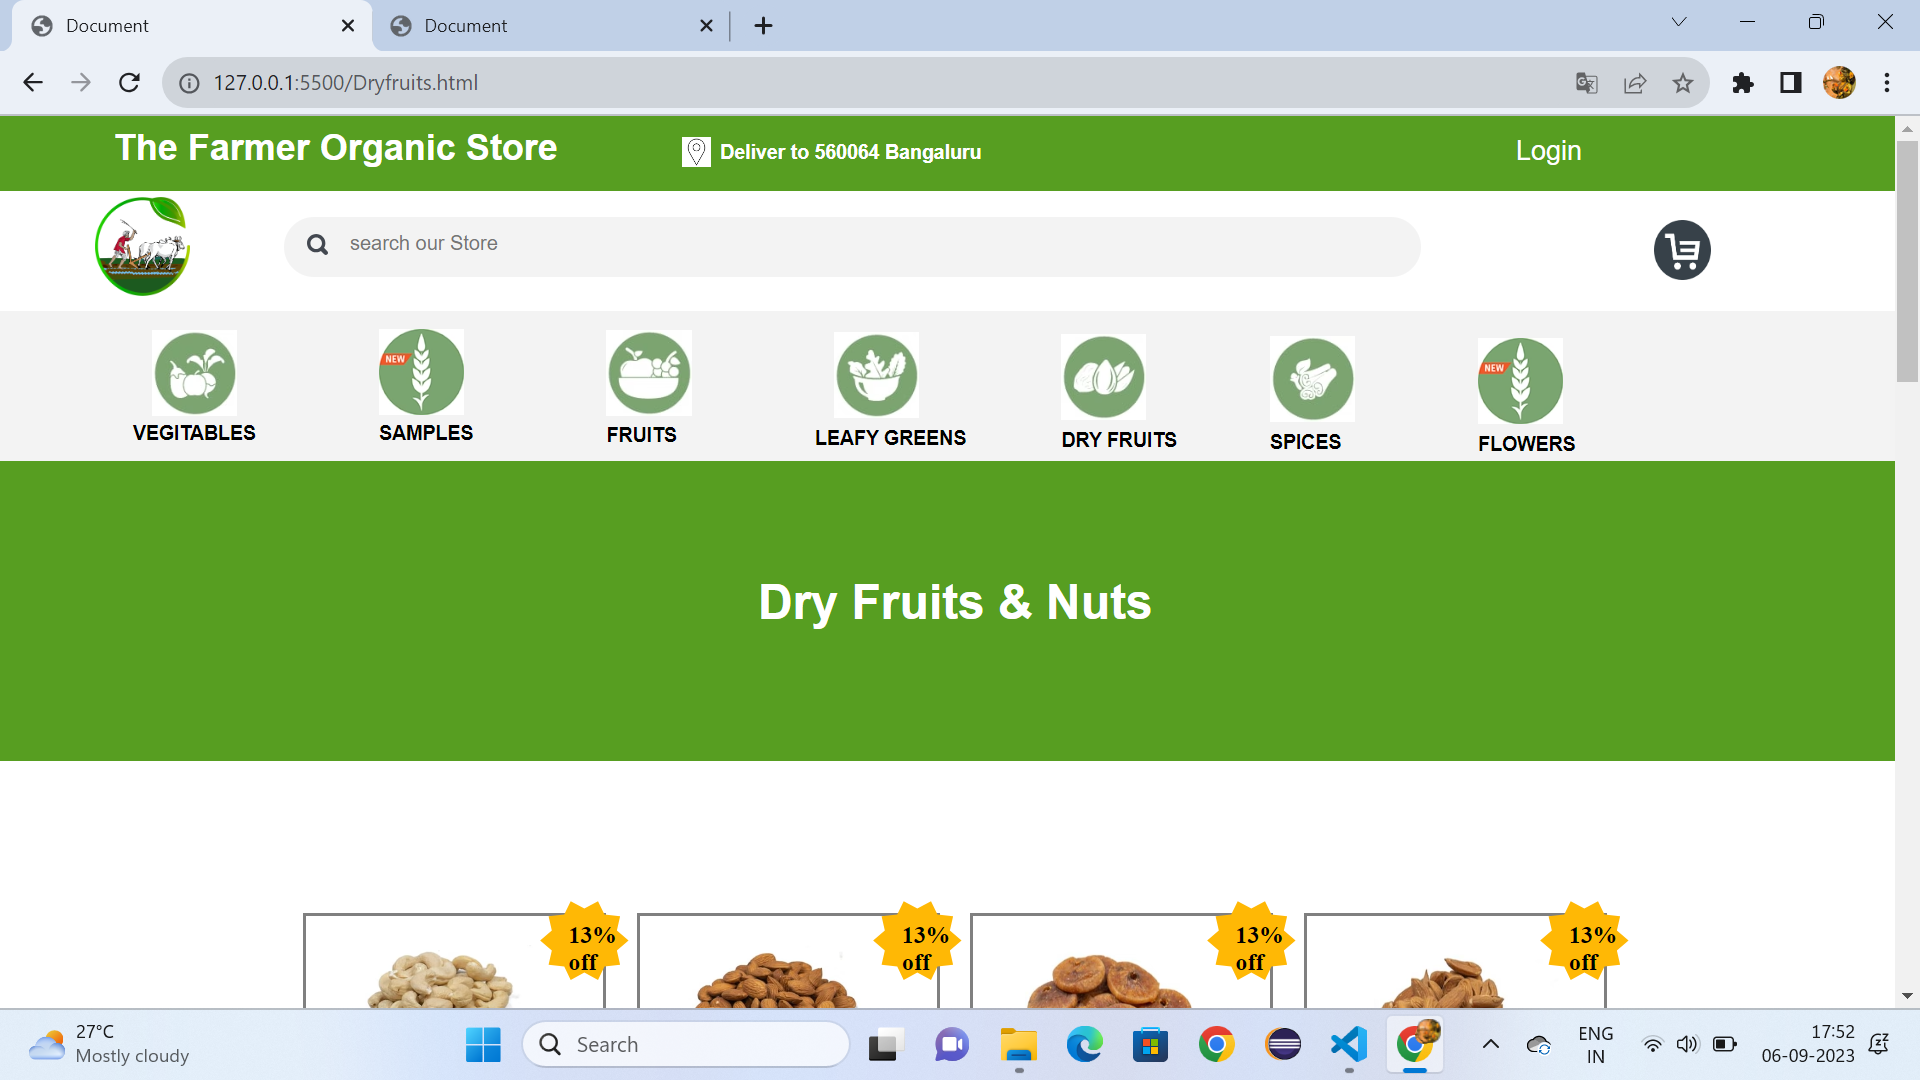 Document
Document
127.0.0.1:5500/Dryfruits.html
The Farmer Organic Store
Deliver to 560064 Bangaluru
Login
search our Store
NEW
NEW
VEGITABLES
SAMPLES
FRUITS
LEAFY GREENS
DRY FRUITS
SPICES
FLOWERS
Dry Fruits & Nuts
13%
off
13%
off
13%
off
13%
off
27°C
Mostly cloudy
Search
ENG
IN
17:52
06-09-2023